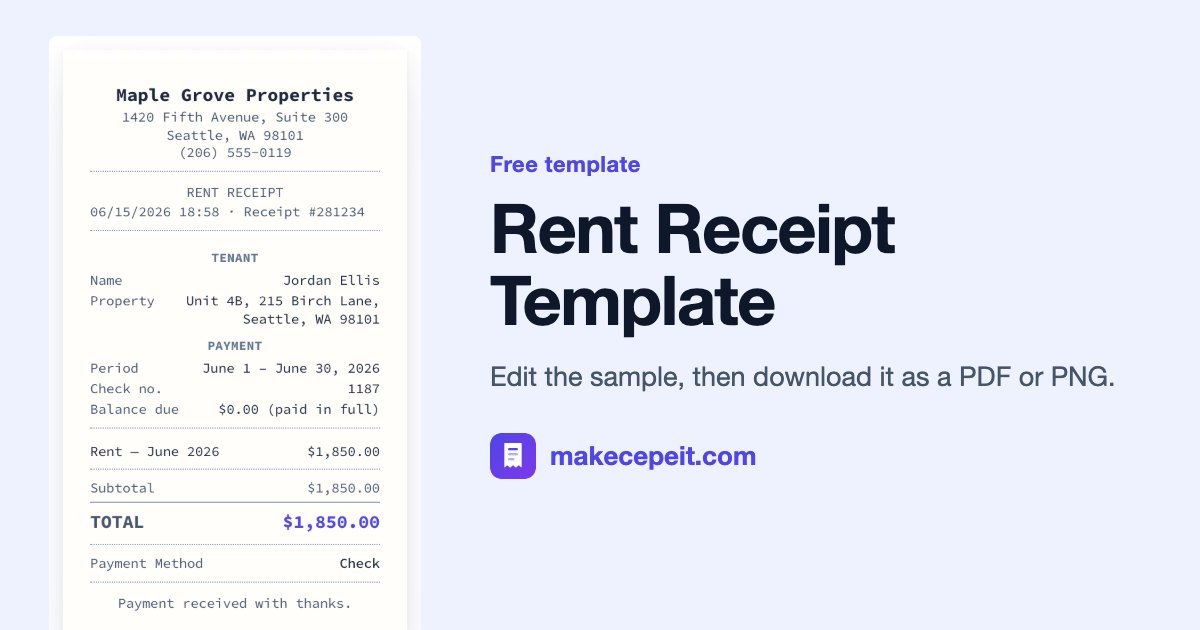 Maple Grove Properties
1420 Fifth Avenue, Suite 300
Seattle, WA 98101
(206) 555-0119
RENT RECEIPT
06/15/2026 18:58 · Receipt #281234
TENANT
Name Jordan Ellis
Property Unit 4B, 215 Birch Lane,
Seattle, WA 98101
PAYMENT
Period June 1 – June 30, 2026
Check no. 1187
Balance due $0.00 (paid in full)
Rent — June 2026 $1,850.00
Subtotal $1,850.00
TOTAL $1,850.00
Payment Method Check
Payment received with thanks.
Free template
Rent Receipt
Template
Edit the sample, then download it as a PDF or PNG.
makecepeit.com